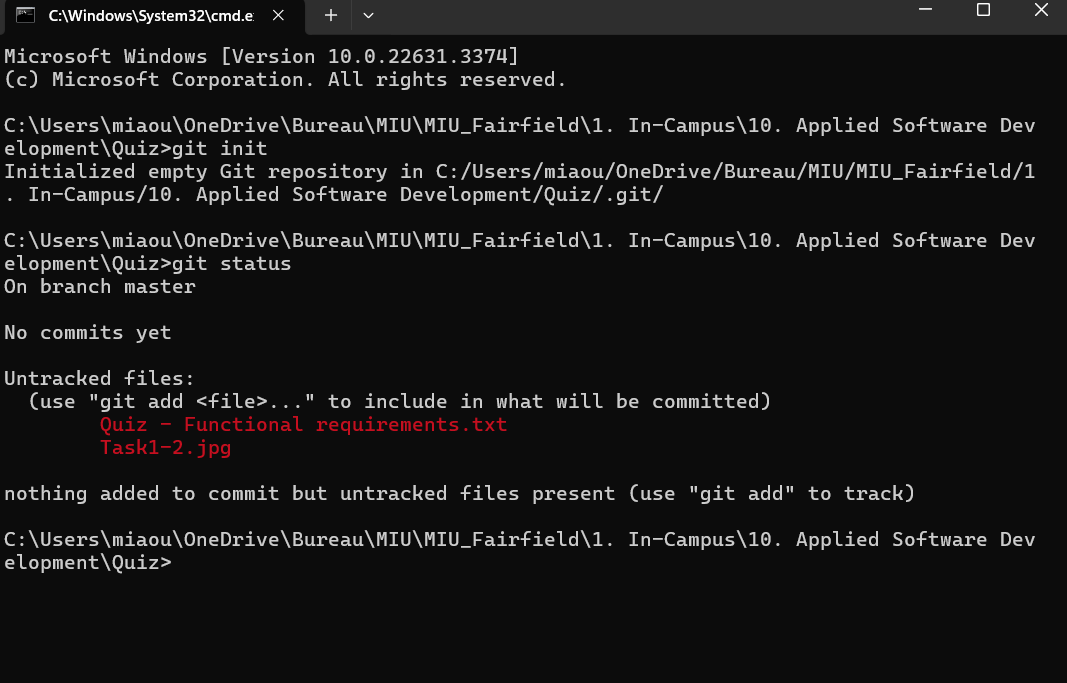 C:\Windows\System32\cmd.e
Microsoft Windows [Version 10.0.22631.3374]
(c) Microsoft Corporation. All rights reserved.
C:\Users\miaou\OneDrive\Bureau\MIU\MIU_Fairfield\1. In-Campus\10. Applied Software Dev
elopment\Quiz>git init
Initialized empty Git repository in C:/Users/miaou/OneDrive/Bureau/MIU/MIU_Fairfield/1
. In-Campus/10. Applied Software Development/Quiz/.git/
C:\Users\miaou\OneDrive\Bureau\MIU\MIU_Fairfield\1. In-Campus\10. Applied Software Dev
elopment\Quiz>git status
On branch master
No commits yet
Untracked files:
  (use "git add <file>..." to include in what will be committed)
        Quiz - Functional requirements.txt
        Task1-2.jpg
nothing added to commit but untracked files present (use "git add" to track)
C:\Users\miaou\OneDrive\Bureau\MIU\MIU_Fairfield\1. In-Campus\10. Applied Software Dev
elopment\Quiz>